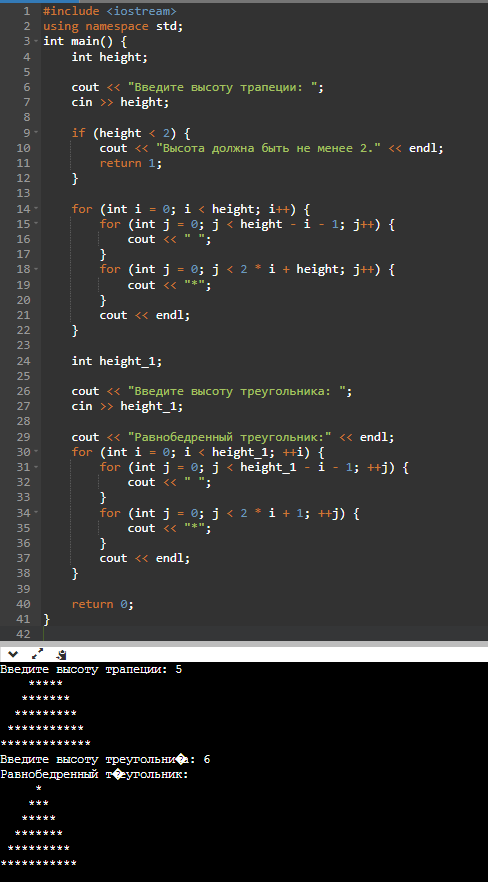 1 #include <iostream>
2 using namespace std;
3 int main() {
4     int height;
5
6     cout << "Введите высоту трапеции: ";
7     cin >> height;
8
9     if (height < 2) {
10         cout << "Высота должна быть не менее 2." << endl;
11         return 1;
12     }
13
14     for (int i = 0; i < height; i++) {
15         for (int j = 0; j < height - i - 1; j++) {
16             cout << " ";
17         }
18         for (int j = 0; j < 2 * i + height; j++) {
19             cout << "*";
20         }
21         cout << endl;
22     }
23
24     int height_1;
25
26     cout << "Введите высоту треугольника: ";
27     cin >> height_1;
28
29     cout << "Равнобедренный треугольник:" << endl;
30     for (int i = 0; i < height_1; ++i) {
31         for (int j = 0; j < height_1 - i - 1; ++j) {
32             cout << " ";
33         }
34         for (int j = 0; j < 2 * i + 1; ++j) {
35             cout << "*";
36         }
37         cout << endl;
38     }
39
40     return 0;
41 }
42
Введите высоту трапеции: 5
    *****
   *******
  *********
 ***********
*************
Введите высоту треугольни�а: 6
Равнобедренный т�еугольник:
     *
    ***
   *****
  *******
 *********
***********